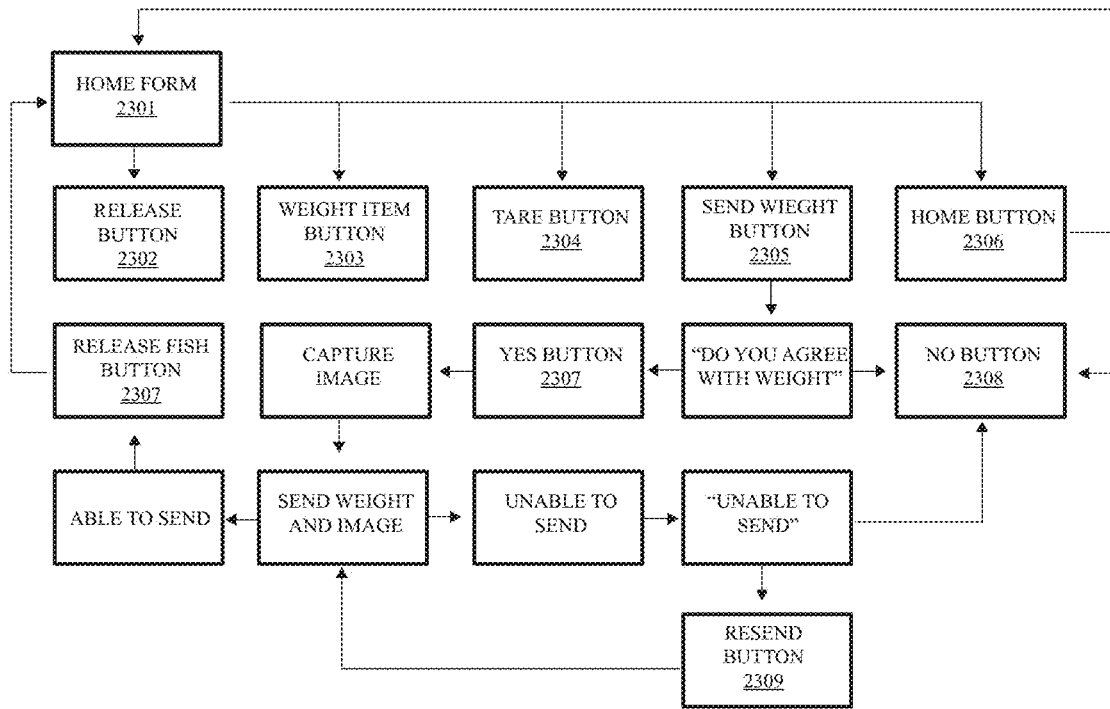 HOME FORM
2301
RELEASE
BUTTON
2302
WEIGHT ITEM
BUTTON
2303
TARE BUTTON
2304
SEND WIEGHT
BUTTON
2305
HOME BUTTON
2306
RELEASE FISH
BUTTON
2307
CAPTURE
IMAGE
YES BUTTON
2307
“DO YOU AGREE
WITH WEIGHT”
NO BUTTON
2308
ABLE TO SEND
SEND WEIGHT
AND IMAGE
UNABLE TO
SEND
“UNABLE TO
SEND”
RESEND
BUTTON
2309